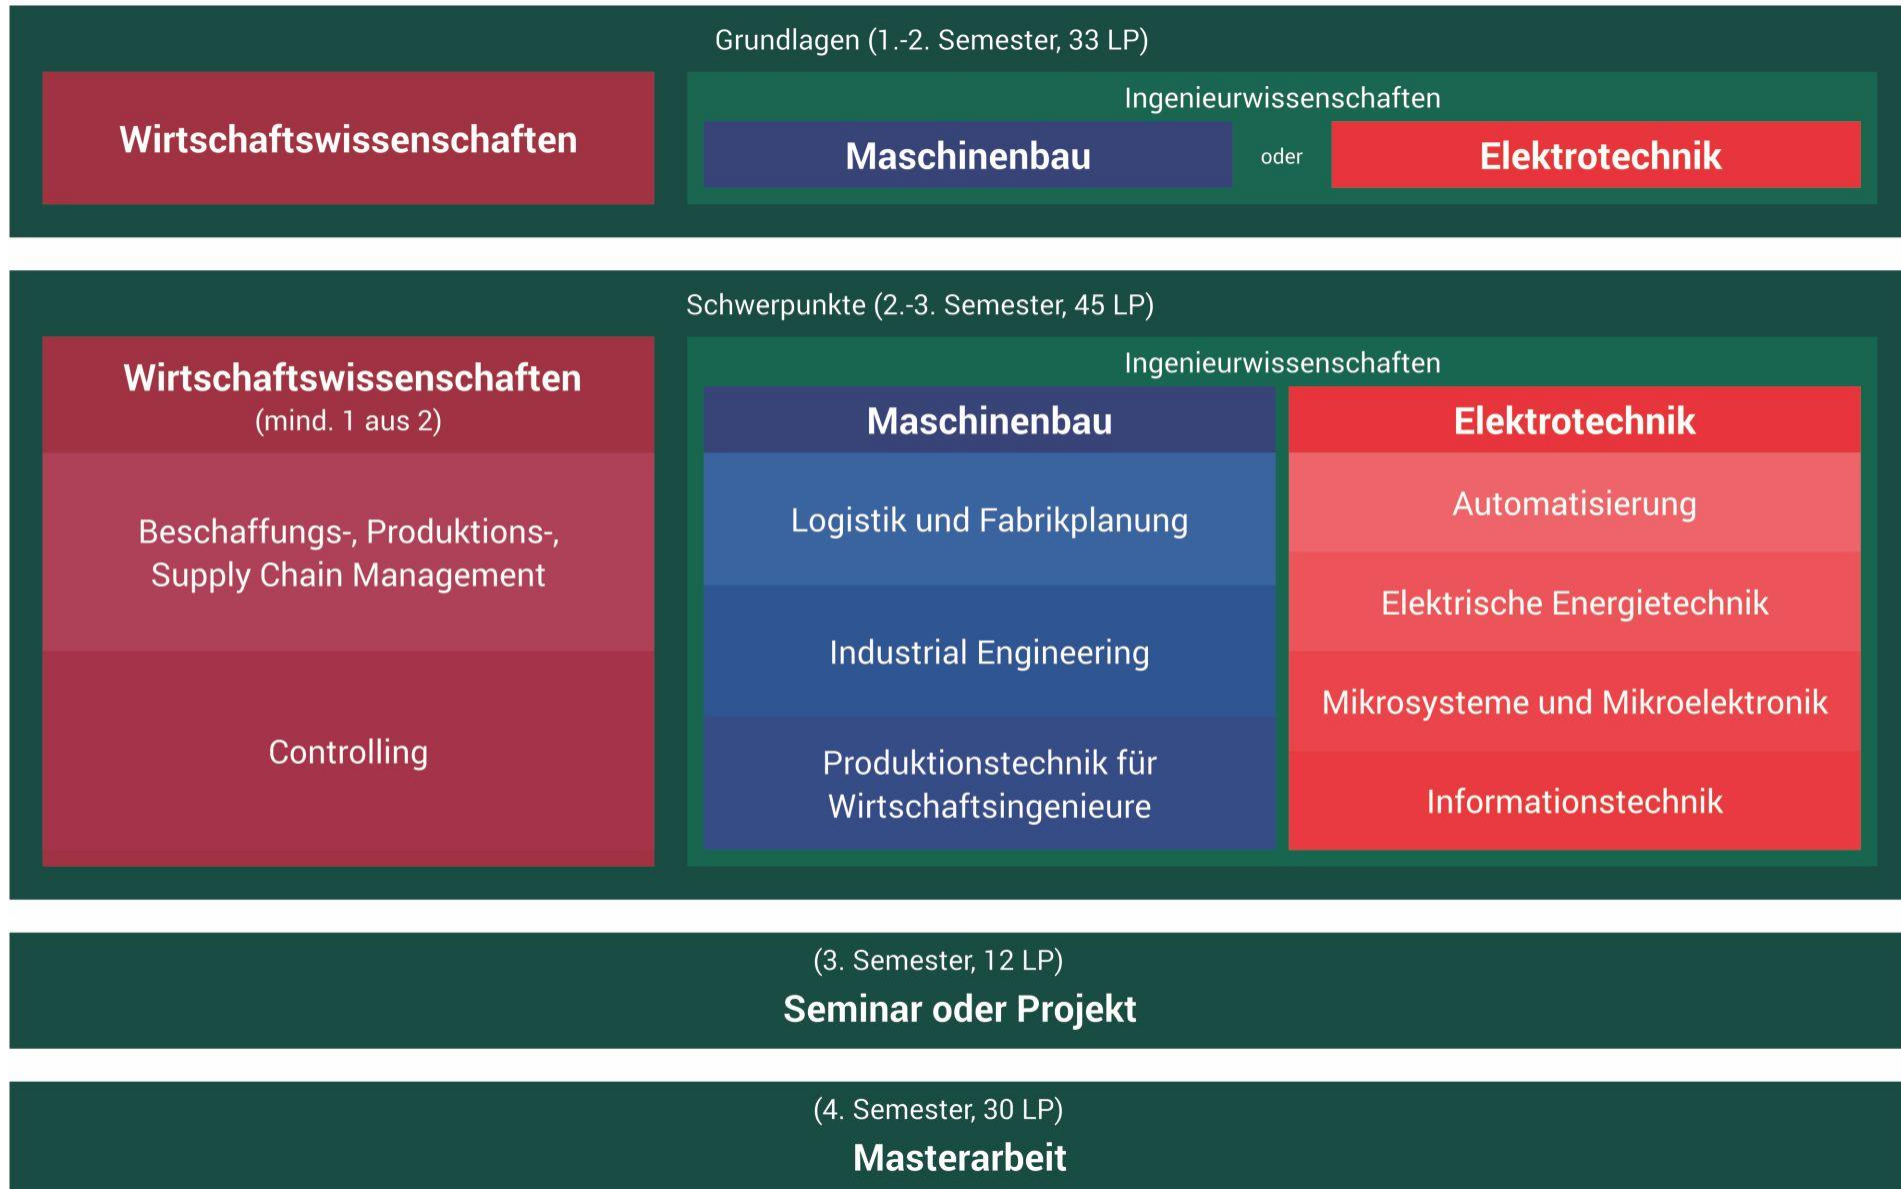 Grundlagen (1.-2. Semester, 33 LP)
Wirtschaftswissenschaften
Ingenieurwissenschaften
Maschinenbau
oder
Elektrotechnik
Schwerpunkte (2.-3. Semester, 45 LP)
Wirtschaftswissenschaften
(mind. 1 aus 2)
Beschaffungs-, Produktions-,
Supply Chain Management
Controlling
Ingenieurwissenschaften
Maschinenbau
Logistik und Fabrikplanung
Industrial Engineering
Produktionstechnik für
Wirtschaftsingenieure
Elektrotechnik
Automatisierung
Elektrische Energietechnik
Mikrosysteme und Mikroelektronik
Informationstechnik
(3. Semester, 12 LP)
Seminar oder Projekt
(4. Semester, 30 LP)
Masterarbeit